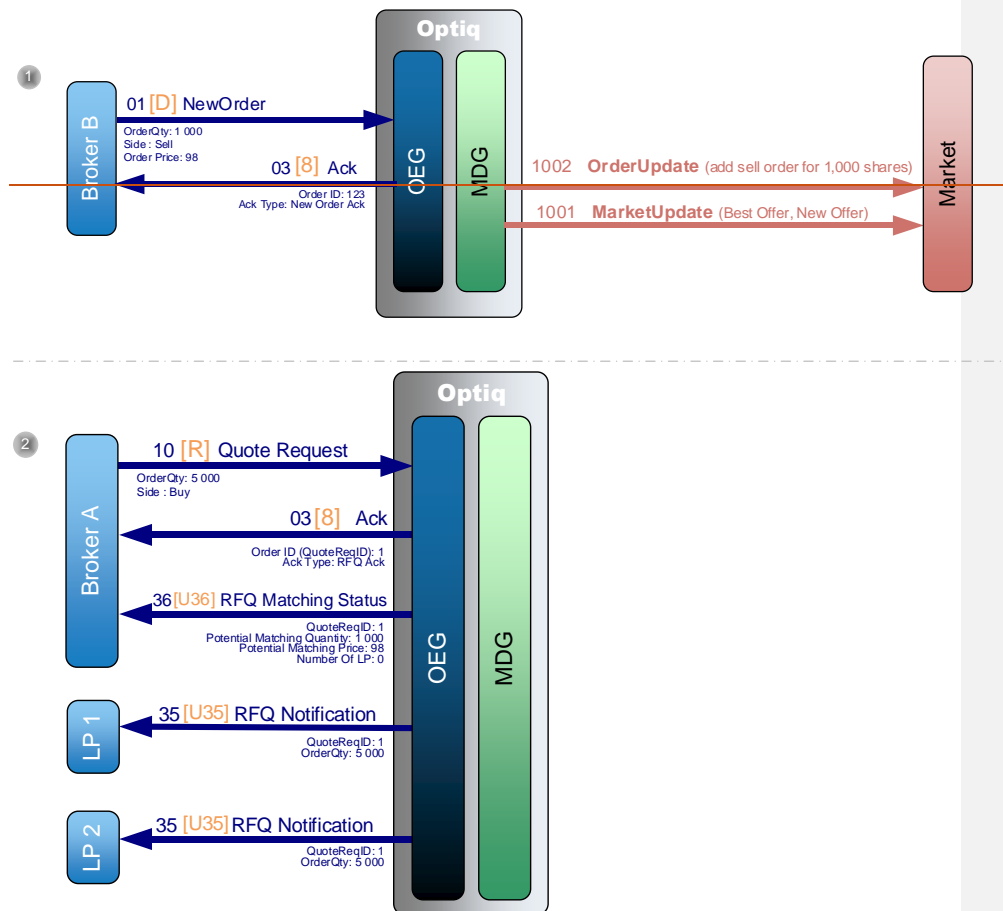 Optiq
1
Broker B
01 [D] NewOrder
OrderQty: 1 000
Side : Sell
Order Price: 98
03 [8] Ack
Order ID: 123
Ack Type: New Order Ack
OEG
MDG
1002 OrderUpdate (add sell order for 1,000 shares)
1001 MarketUpdate (Best Offer, New Offer)
Market
Optiq
2
Broker A
10 [R] Quote Request
OrderQty: 5 000
Side : Buy
03 [8] Ack
Order ID (QuoteReqID): 1
Ack Type: RFQ Ack
36 [U36] RFQ Matching Status
QuoteReqID: 1
Potential Matching Quantity: 1 000
Potential Matching Price: 98
Number Of LP: 0
OEG
MDG
LP 1
35 [U35] RFQ Notification
QuoteReqID: 1
OrderQty: 5 000
LP 2
35 [U35] RFQ Notification
QuoteReqID: 1
OrderQty: 5 000